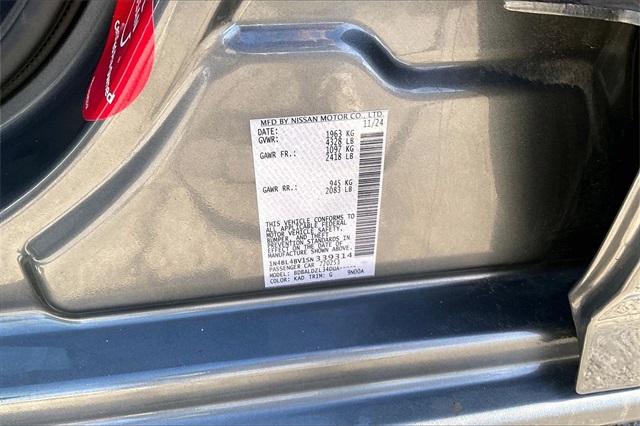 MFD BY NISSAN MOTOR CO., LTD.
DATE: 11/24
GVWR: 1963 KG
4328 LB
GAWR FR.: 1097 KG
2418 LB
GAWR RR.: 945 KG
2083 LB
THIS VEHICLE CONFORMS TO
ALL APPLICABLE FEDERAL
MOTOR VEHICLE SAFETY,
BUMPER, AND THEFT
PREVENTION STANDARDS
IN EFFECT ON THE DATE OF
MANUFACTURE SHOWN ABOVE.
1N4BL4BV1SN339314
PASSENGER CAR 220253
MODEL:
COLOR: KAD TRIM: G